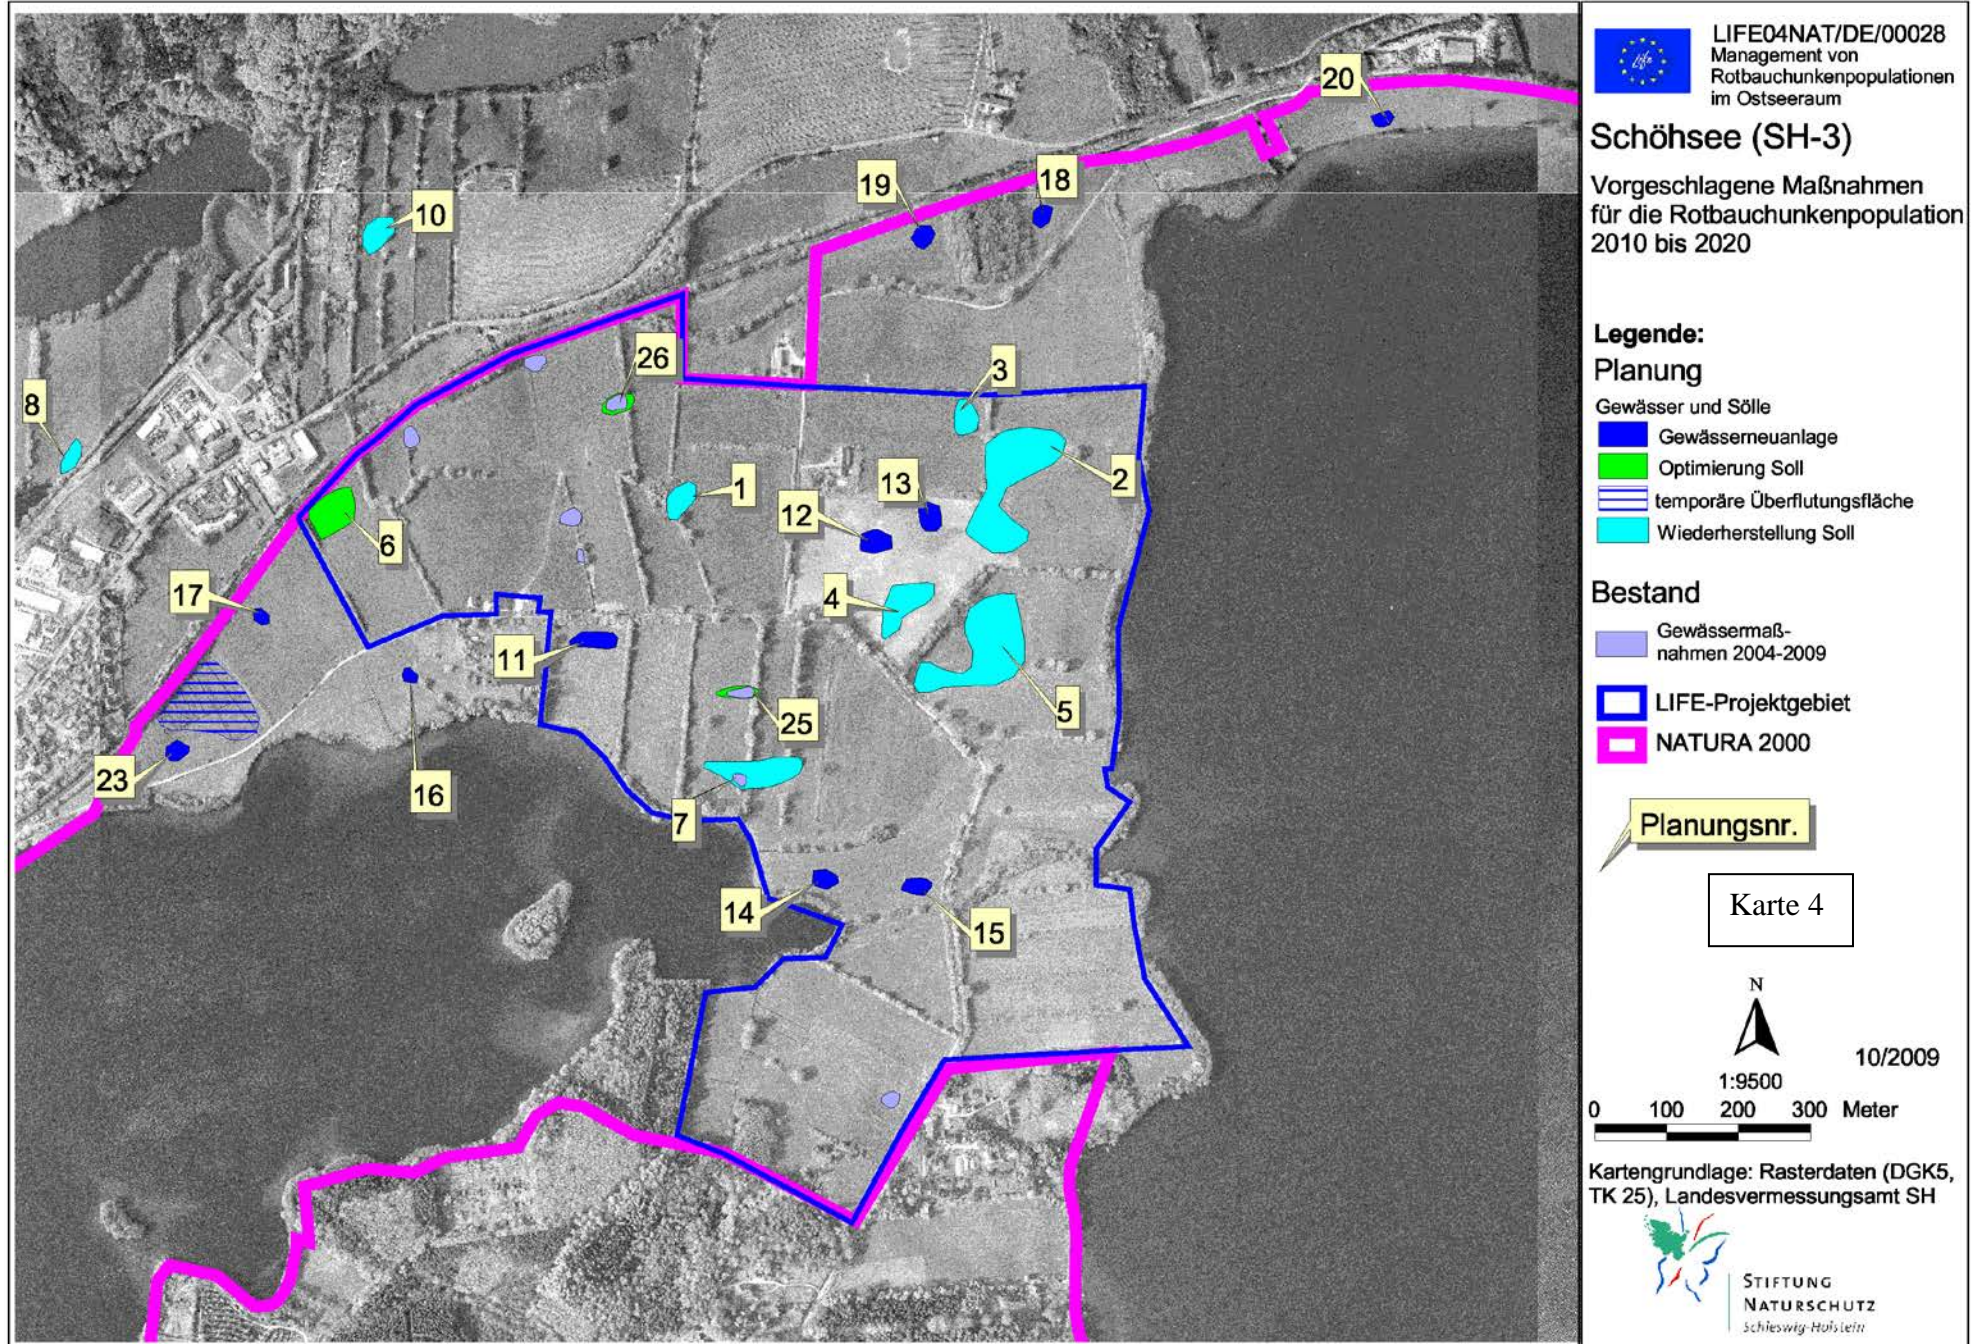 LIFE04NAT/DE/00028
Management von
Rotbauchunkenpopulationen
im Ostseeraum
Schöhsee (SH-3)
Vorgeschlagene Maßnahmen
für die Rotbauchunkenpopulation
2010 bis 2020
Legende:
Planung
Gewässer und Sölle
Gewässerneuanlage
Optimierung Soll
temporäre Überflutungsfläche
Wiederherstellung Soll
Bestand
Gewässermaß-
nahmen 2004-2009
LIFE-Projektgebiet
NATURA 2000
Planungsnr.
Karte 4
N
10/2009
1:9500
0 100 200 300 Meter
Kartengrundlage: Rasterdaten (DGK5,
TK 25), Landesvermessungsamt SH
STIFTUNG
NATURSCHUTZ
Schleswig-Holstein
Life
20
18
19
10
26
3
8
1
13
2
12
6
4
17
11
5
25
23
16
7
14
15